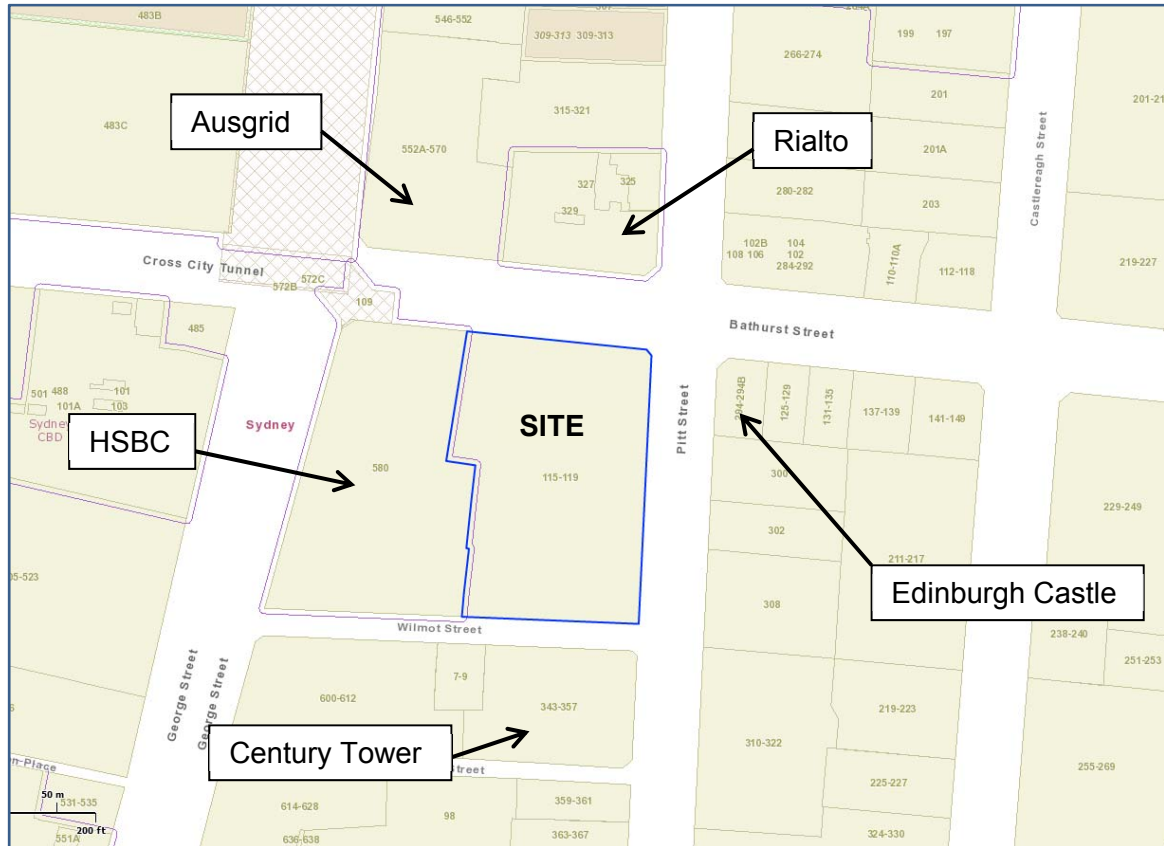 483B
546-552
309-313 309-313
266-274
199 197
201
201-21
483C
Ausgrid
315-321
Rialto
552A-570
201A
327 325
329
280-282
203
Castlereagh Street
102B 104
108 106 102
284-292
110-110A
112-118
219-227
Cross City Tunnel
572C
572B
109
485
Bathurst Street
501 488 101
101A 103
Sydney
CBD
HSBC
Sydney
580
SITE
115-119
Pitt Street
294-294B
125-129
131-135
137-139
141-149
300
302
211-217
229-249
308
Edinburgh Castle
05-523
Wilmot Street
238-240
251-253
George Street
George Street
600-612
7-9
343-357
Century Tower
street
310-322
219-223
225-227
255-269
50 m
200 ft
531-535
551A
614-628
636-638
98
359-361
363-367
324-330